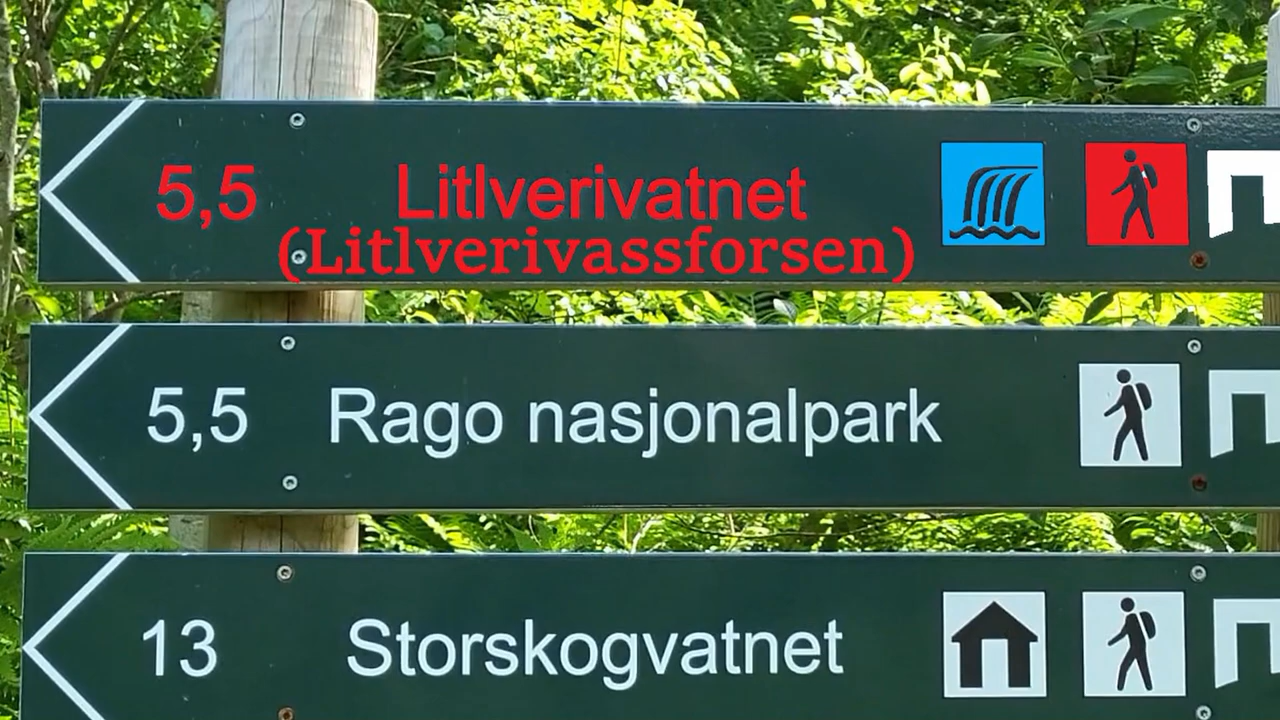 5,5 Litlverivatnet
(Litlverivassforsen)
5,5 Rago nasjonalpark
13 Storskogvatnet